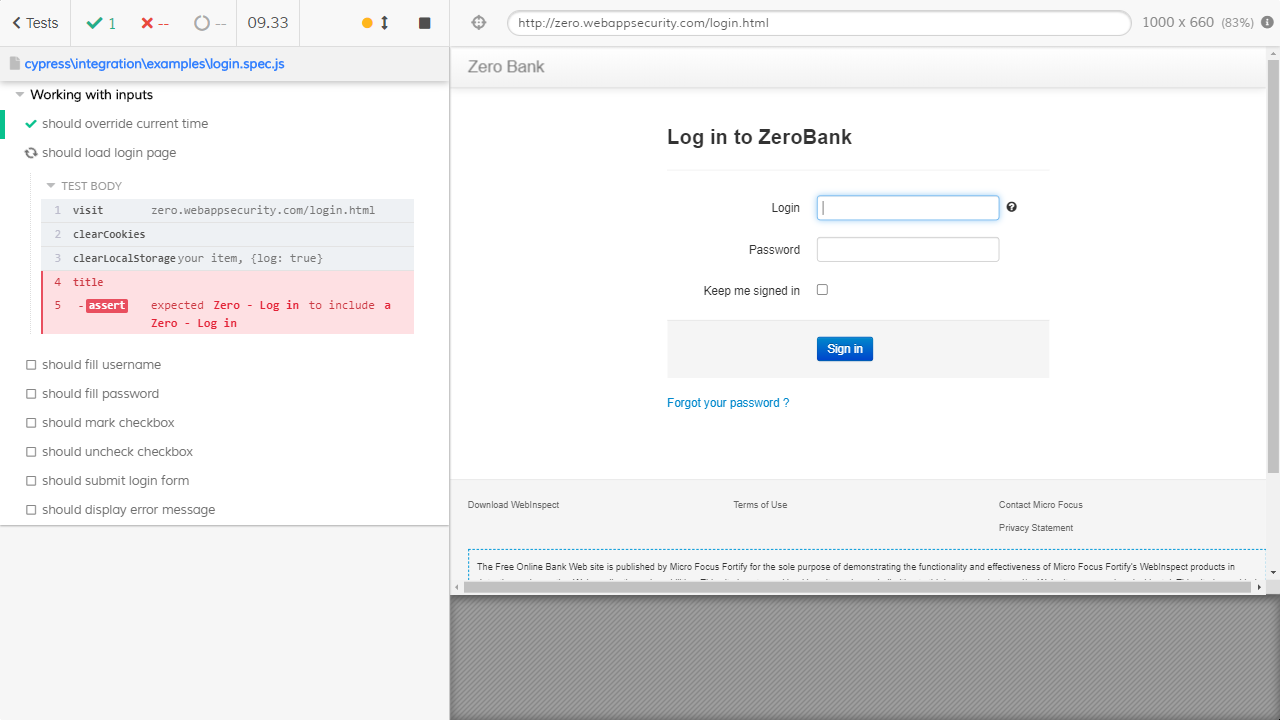 Tests 1 -- -- 09.33
cypress\integration\examples\login.spec.js
Working with inputs
should override current time
should load login page
TEST BODY
1 visit zero.webappsecurity.com/login.html
2 clearCookies
3 clearLocalStorage your item, {log: true}
4 title
5 - assert expected Zero - Log in to include a
Zero - Log in
should fill username
should fill password
should mark checkbox
should uncheck checkbox
should submit login form
should display error message
http://zero.webappsecurity.com/login.html 1000 x 660 (83%)
Zero Bank
Log in to ZeroBank
Login
Password
Keep me signed in
Sign in
Forgot your password ?
Download WebInspect Terms of Use Contact Micro Focus
Privacy Statement
The Free Online Bank Web site is published by Micro Focus Fortify for the sole purpose of demonstrating the functionality and effectiveness of Micro Focus Fortify's WebInspect products in